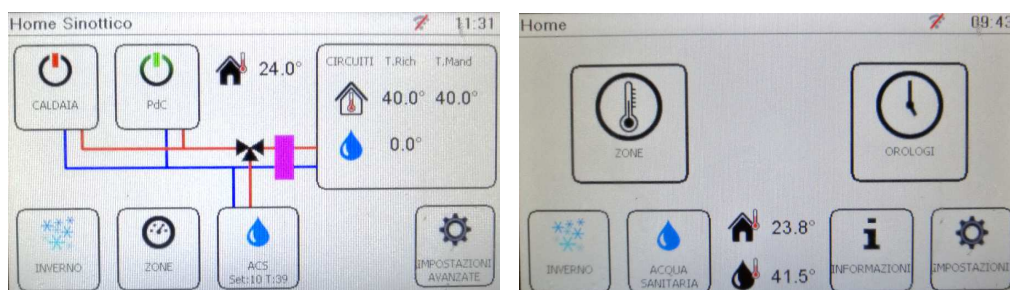 Home Sinottico 11:31
CALDAIA
PdC
24.0°
CIRCUITI T.Rich T.Mand
40.0° 40.0°
0.0°
INVERNO
ZONE
ACS
Set:10 T:39
IMPOSTAZIONI
AVANZATE
Home 09:43
ZONE
OROLOGI
INVERNO
ACQUA
SANITARIA
23.8°
41.5°
INFORMAZIONI
IMPOSTAZIONI